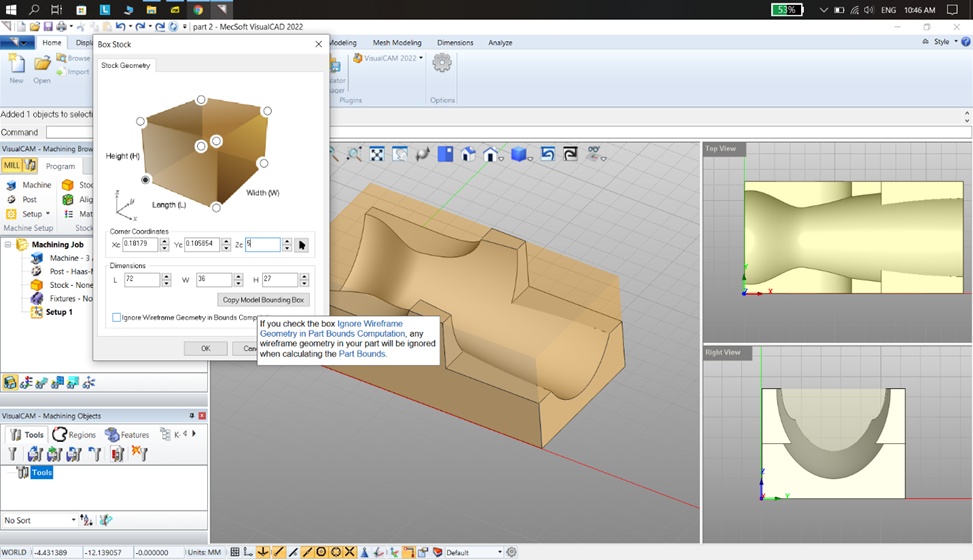 53%
ENG 10:46 AM
part 2 - MecSoft VisualCAD 2022
Home Displ
Modeling Mesh Modeling Dimensions Analyze
Style
New Open
Browse
Import
VisualCAM 2022
Plugins
Options
Added 1 objects to selecti
Command
VisualCAM - Machining Brow
MILL Program
Machine
Post
Setup
Stoc
Alig
Mat
Machine Setup Stock
Machining Job
Machine - 3
Post - Haas-M
Stock - None
Fixtures - No
Setup 1
Box Stock
Stock Geometry
Height (H)
Width (W)
Length (L)
z
y
x
Corner Coordinates
Xc 0.18179 Yc 0.105854 Zc 5
Dimensions
L 72 W 36 H 27
Copy Model Bounding Box
Ignore Wireframe Geometry in Bounds Comp
OK Can
If you check the box Ignore Wireframe
Geometry in Part Bounds Computation, any
wireframe geometry in your part will be ignored
when calculating the Part Bounds.
Top View
Y
Z X
Right View
Z
X Y
VisualCAM - Machining Objects
Tools Regions Features K
Tools
No Sort
WORLD -4.431389 -12.139057 -0.000000 Units: MM
Default